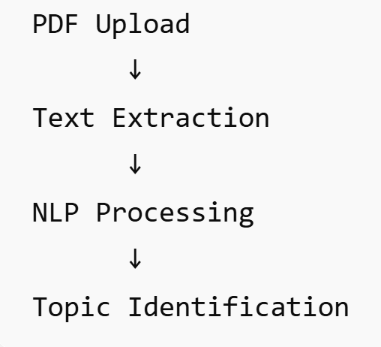 PDF Upload
↓
Text Extraction
↓
NLP Processing
↓
Topic Identification